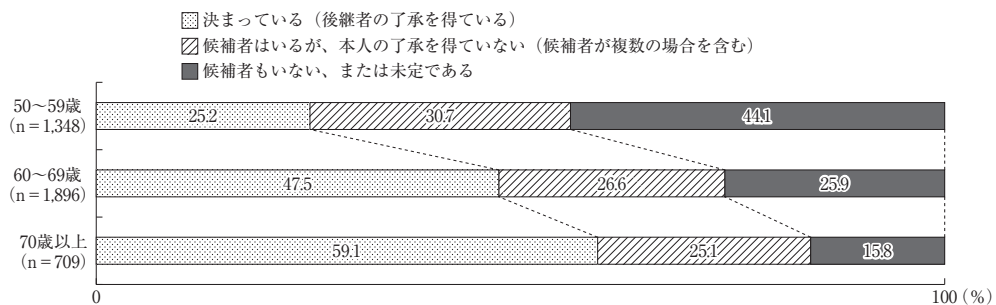 決まっている（後継者の了承を得ている）
候補者はいるが、本人の了承を得ていない（候補者が複数の場合を含む）
候補者もいない、または未定である
50～59歳
（n＝1,348）
25.2 30.7 44.1
60～69歳
（n＝1,896）
47.5 26.6 25.9
70歳以上
（n＝709）
59.1 25.1 15.8
0 100（%）